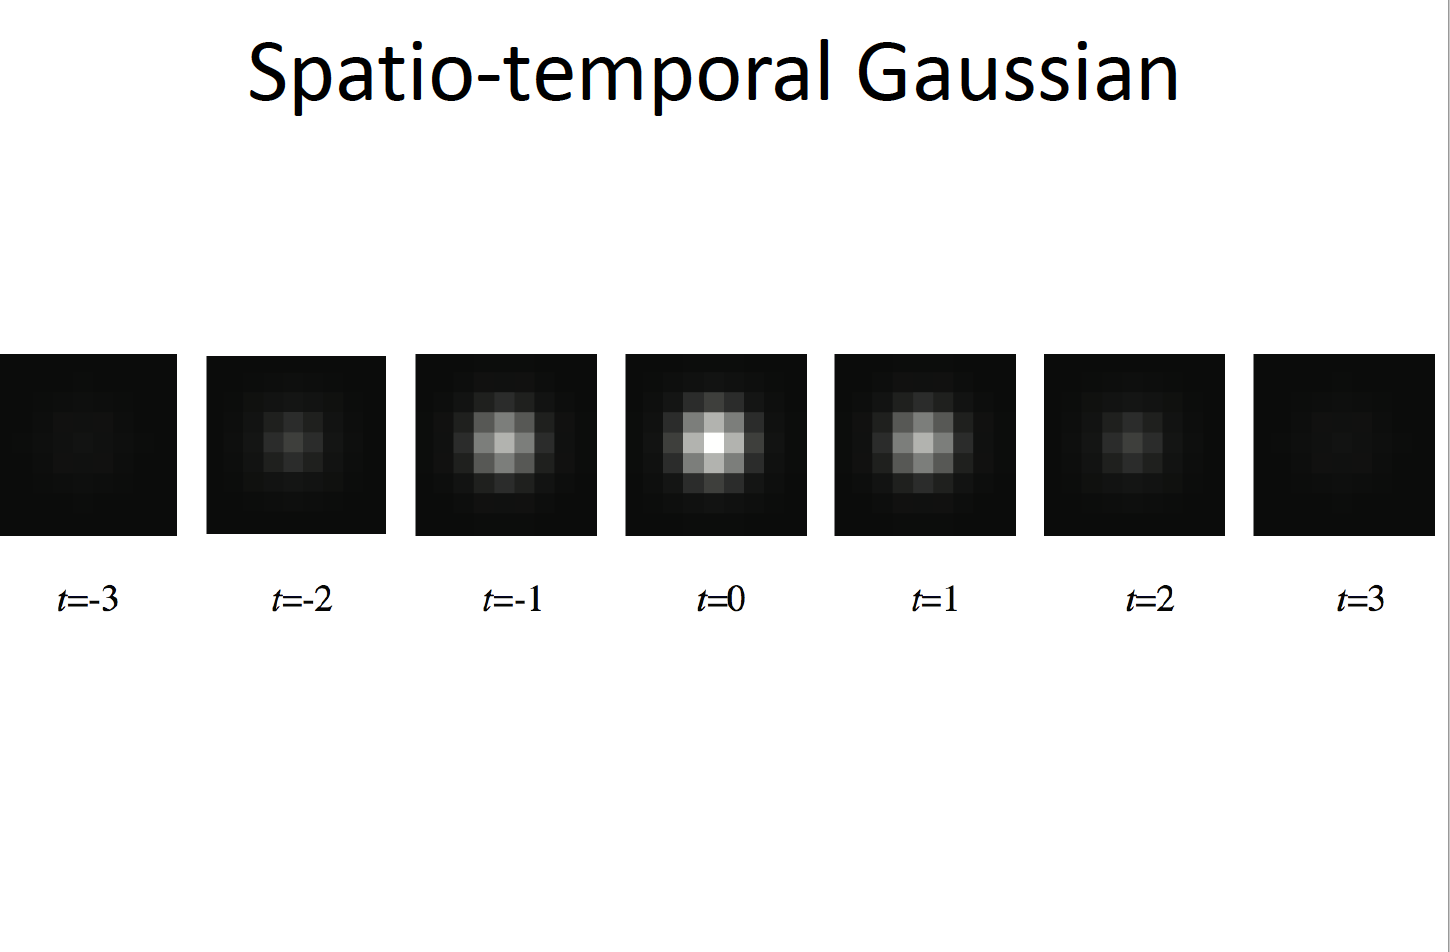 Spatio-temporal Gaussian
t=-3 t=-2 t=-1 t=0 t=1 t=2 t=3